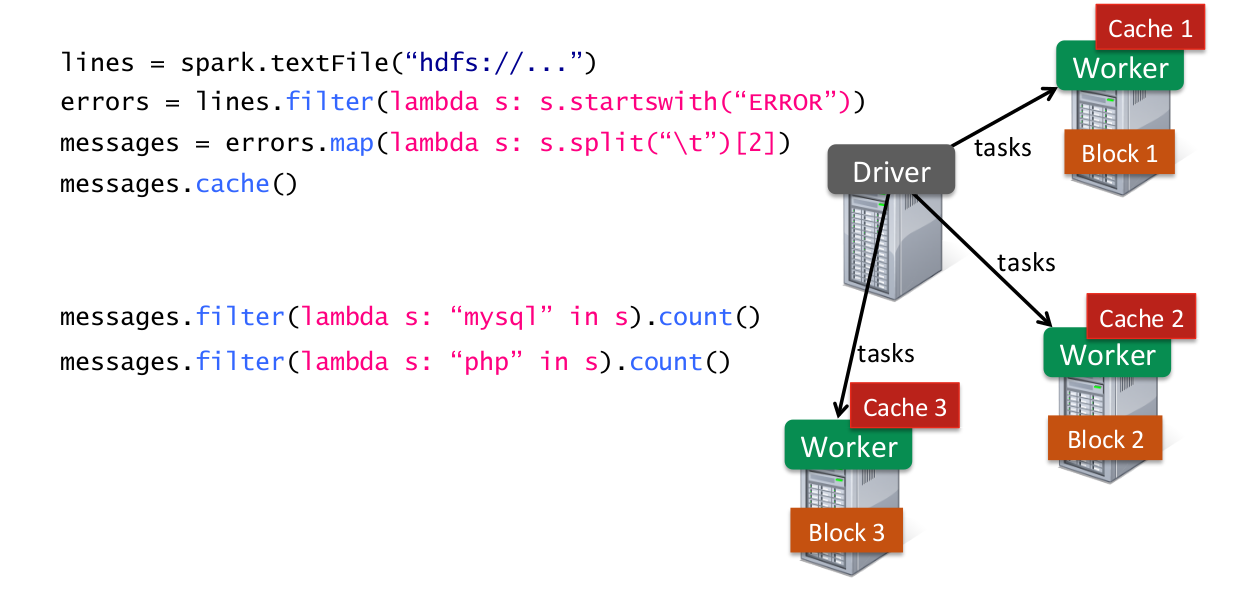 lines = spark.textFile(“hdfs://...”)
errors = lines.filter(lambda s: s.startswith(“ERROR”))
messages = errors.map(lambda s: s.split(“\t”)[2])
messages.cache()
messages.filter(lambda s: “mysql” in s).count()
messages.filter(lambda s: “php” in s).count()
Cache 1
Worker
Block 1
tasks
Driver
tasks
Cache 2
Worker
Block 2
tasks
Cache 3
Worker
Block 3